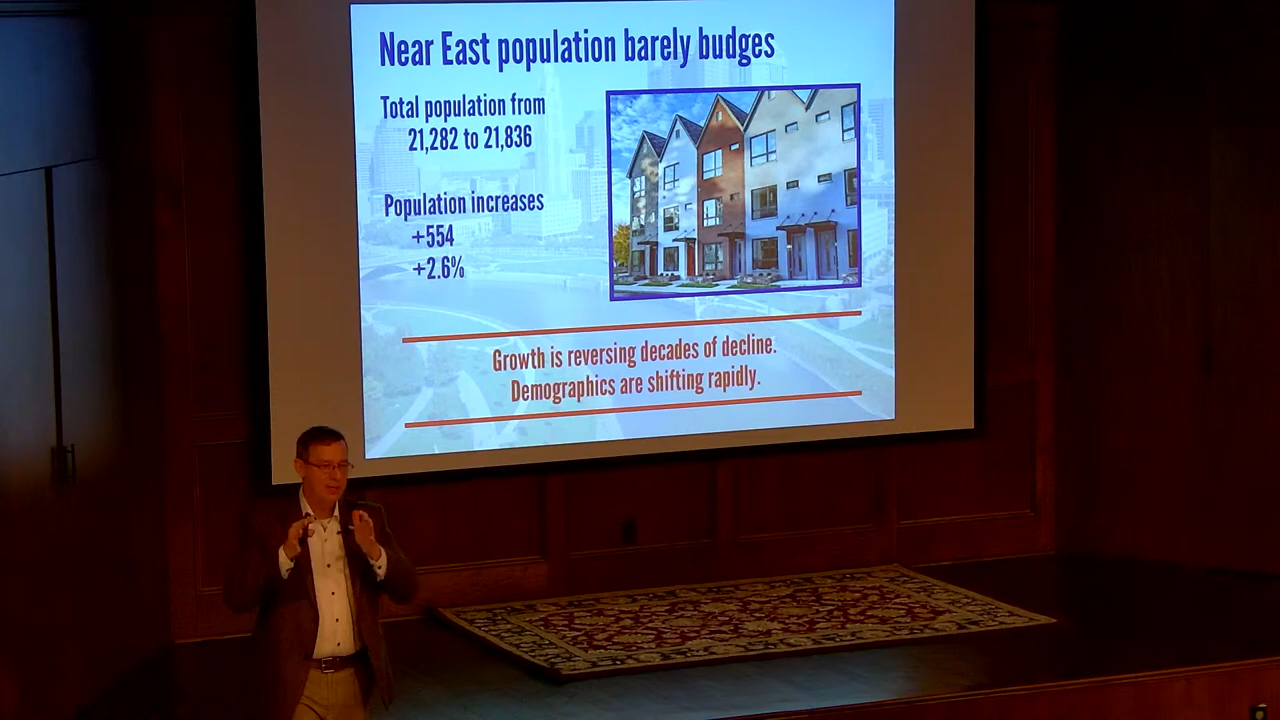 Near East population barely budges
Total population from
21,282 to 21,836
Population increases
+554
+2.6%
Growth is reversing decades of decline.
Demographics are shifting rapidly.